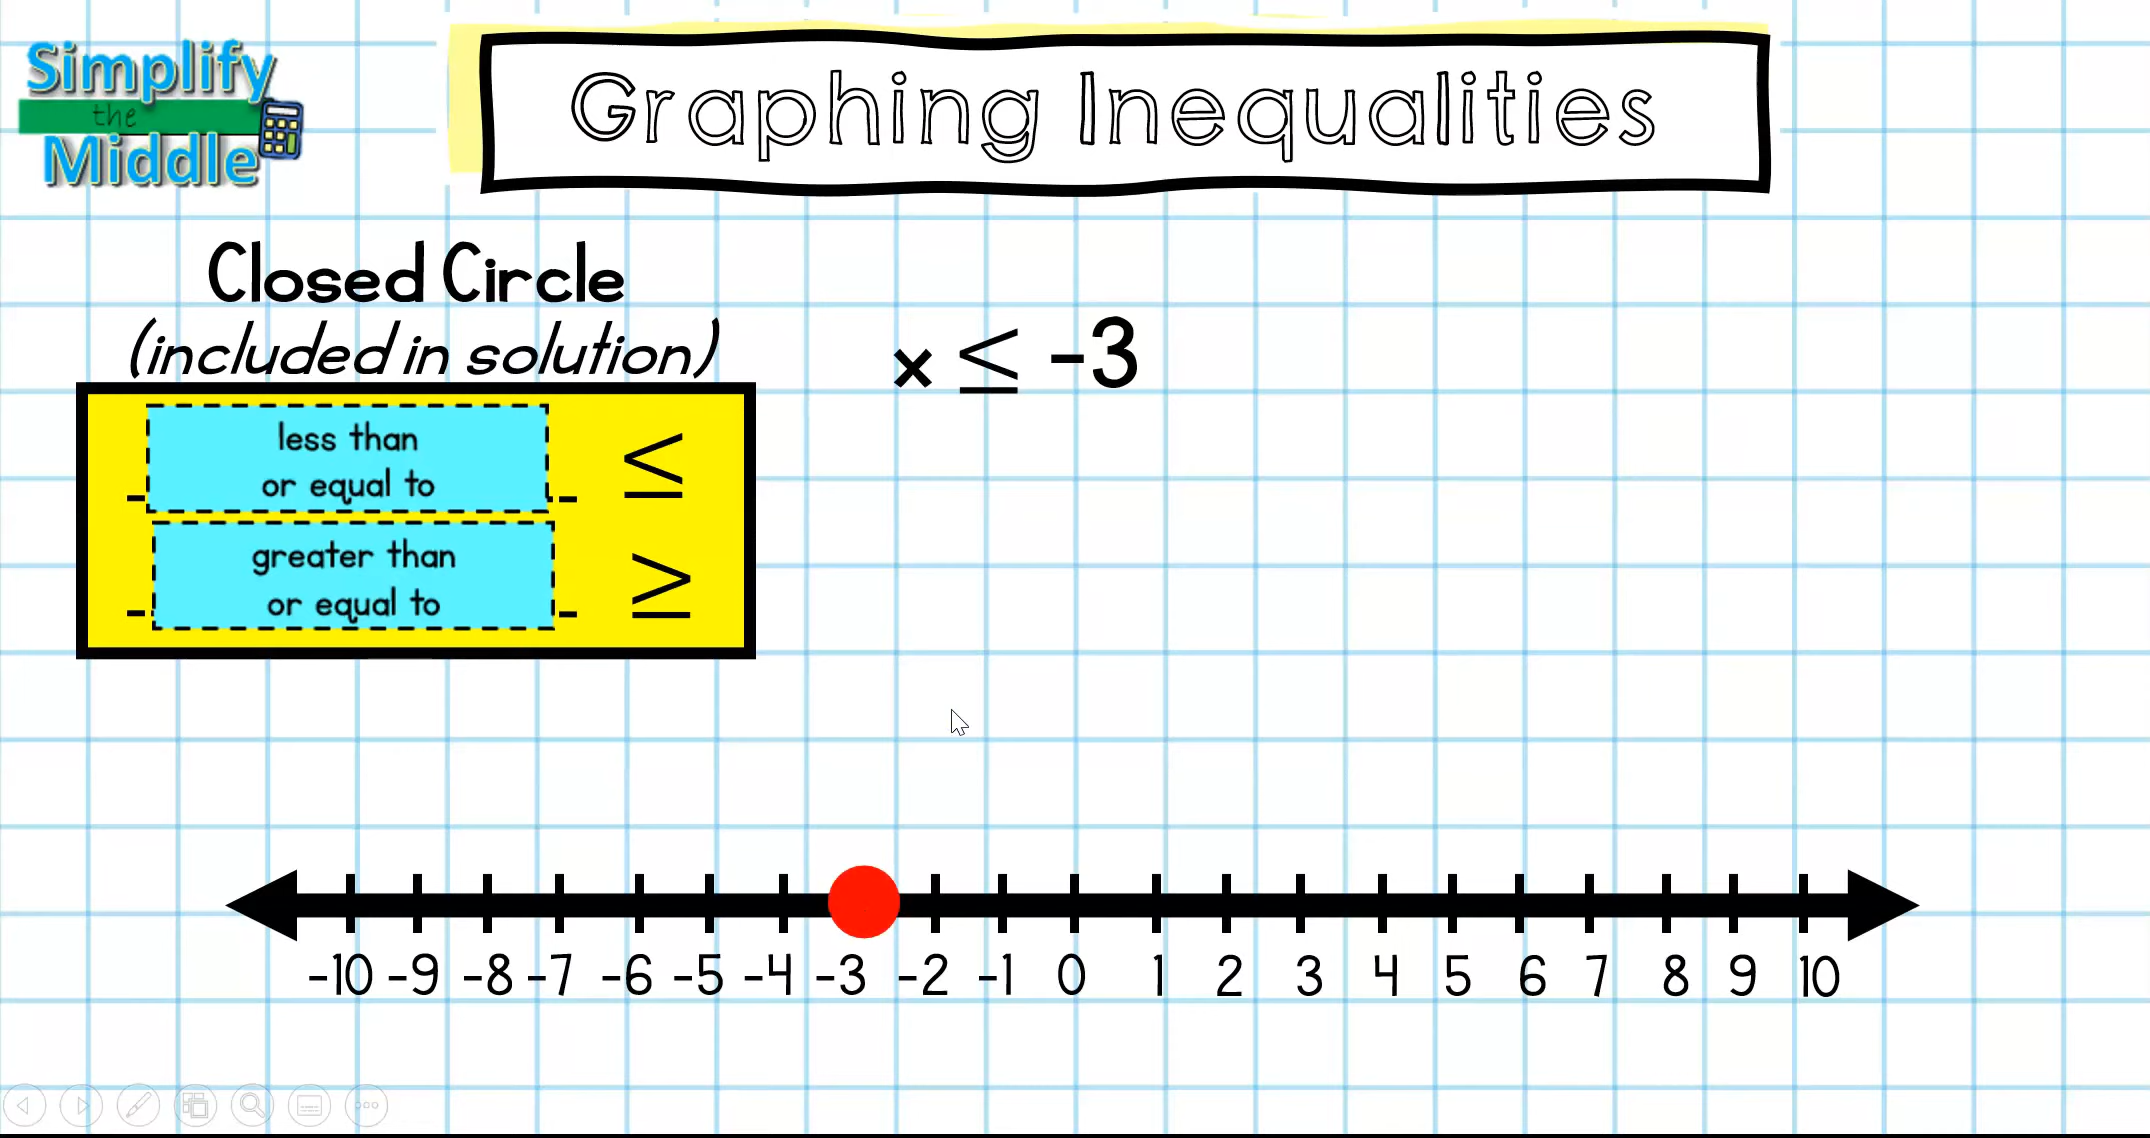 Simplify
the
Middle
Graphing Inequalities
Closed Circle
(included in solution)
less than
or equal to
≤
greater than
or equal to
≥
x ≤ -3
-10 -9 -8 -7 -6 -5 -4 -3 -2 -1 0 1 2 3 4 5 6 7 8 9 10